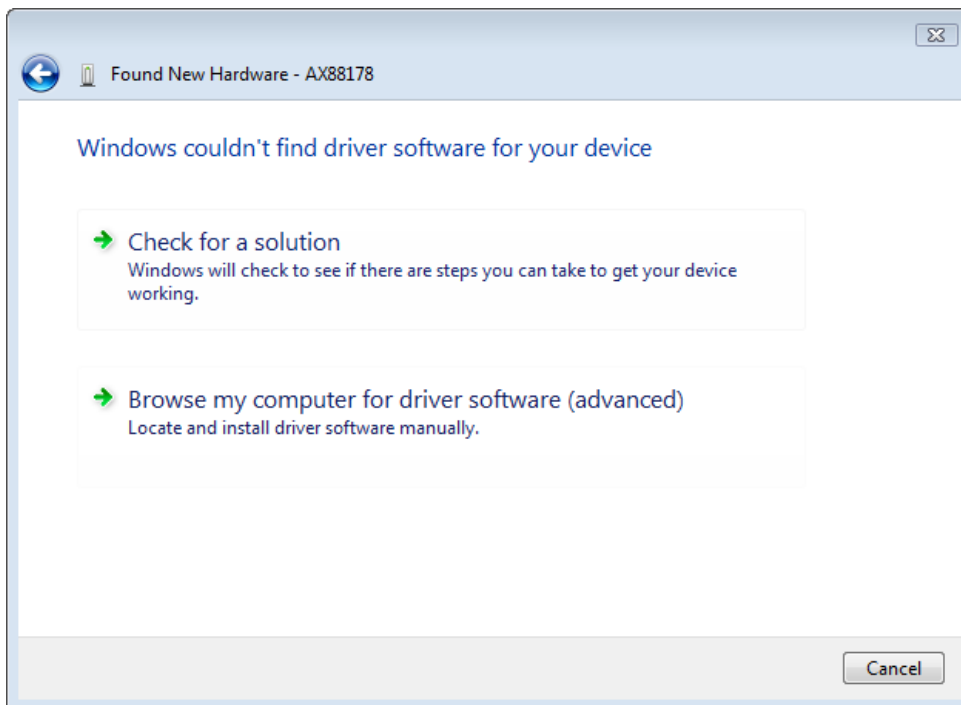 Found New Hardware - AX88178
Windows couldn't find driver software for your device
Check for a solution
Windows will check to see if there are steps you can take to get your device
working.
Browse my computer for driver software (advanced)
Locate and install driver software manually.
Cancel